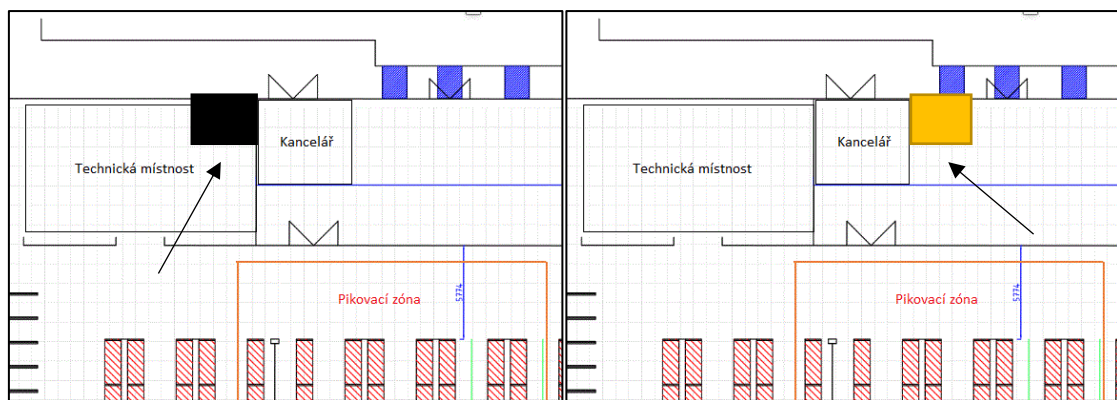 Kancelář
Technická místnost
Pikovací zóna
5774
Kancelář
Technická místnost
Pikovací zóna
5774